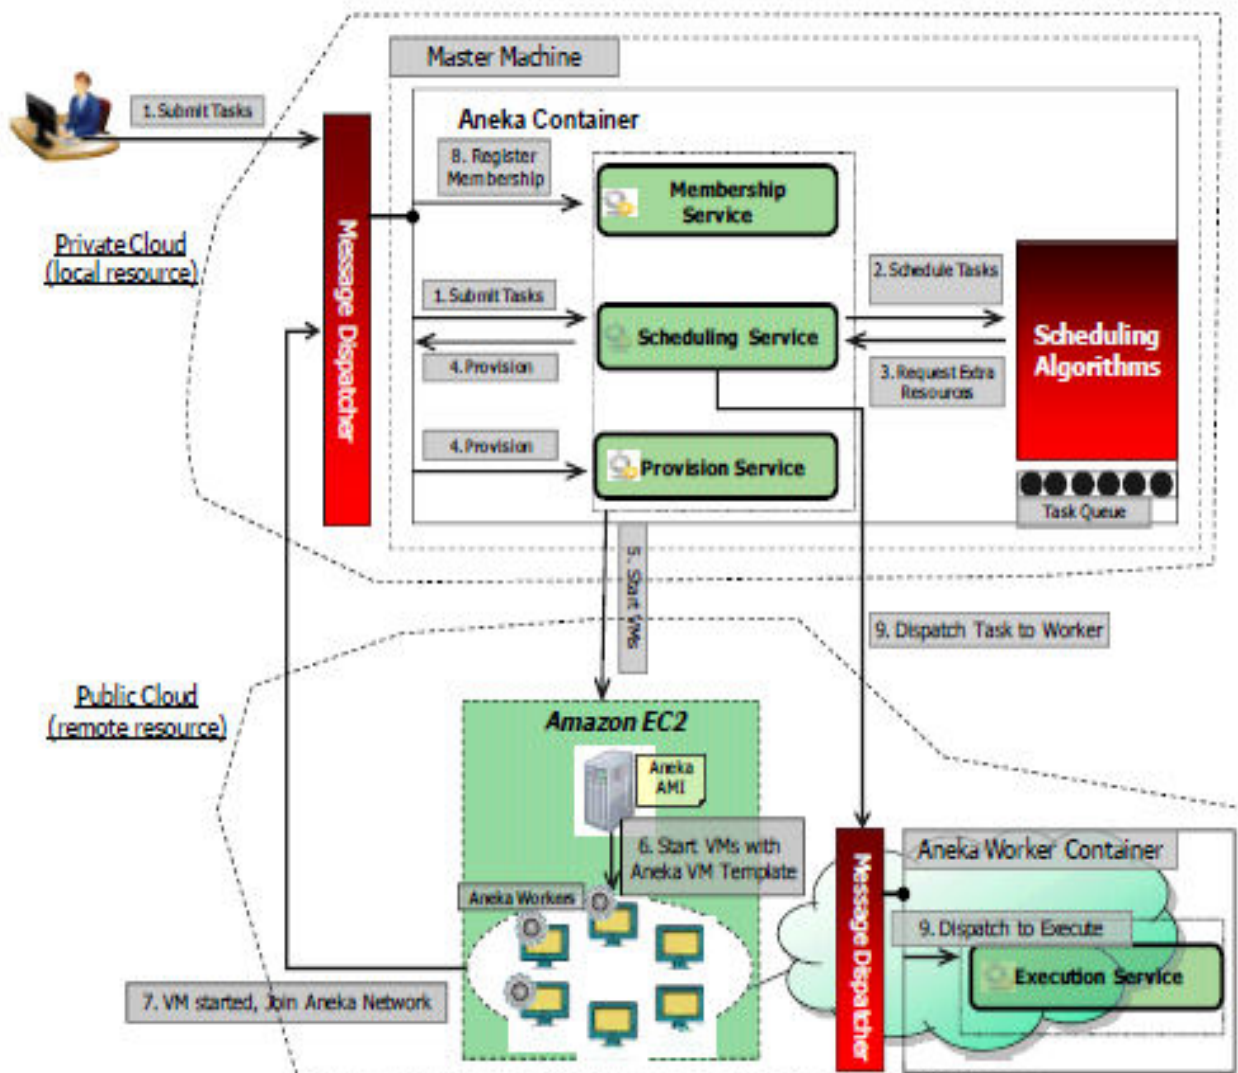 Master Machine
1. Submit Tasks
Aneka Container
8. Register
Membership
Membership
Service
Private Cloud
(local resource)
Message Dispatcher
2. Schedule Tasks
1. Submit Tasks
Scheduling Service
Scheduling
Algorithms
4. Provision
3. Request Extra
Resources
4. Provision
Provision Service
Task Queue
5. Start VMs
9. Dispatch Task to Worker
Public Cloud
(remote resource)
Amazon EC2
Aneka
AMI
6. Start VMs with
Aneka VM Template
Aneka Workers
7. VM started, Join Aneka Network
Message Dispatcher
Aneka Worker Container
9. Dispatch to Execute
Execution Service